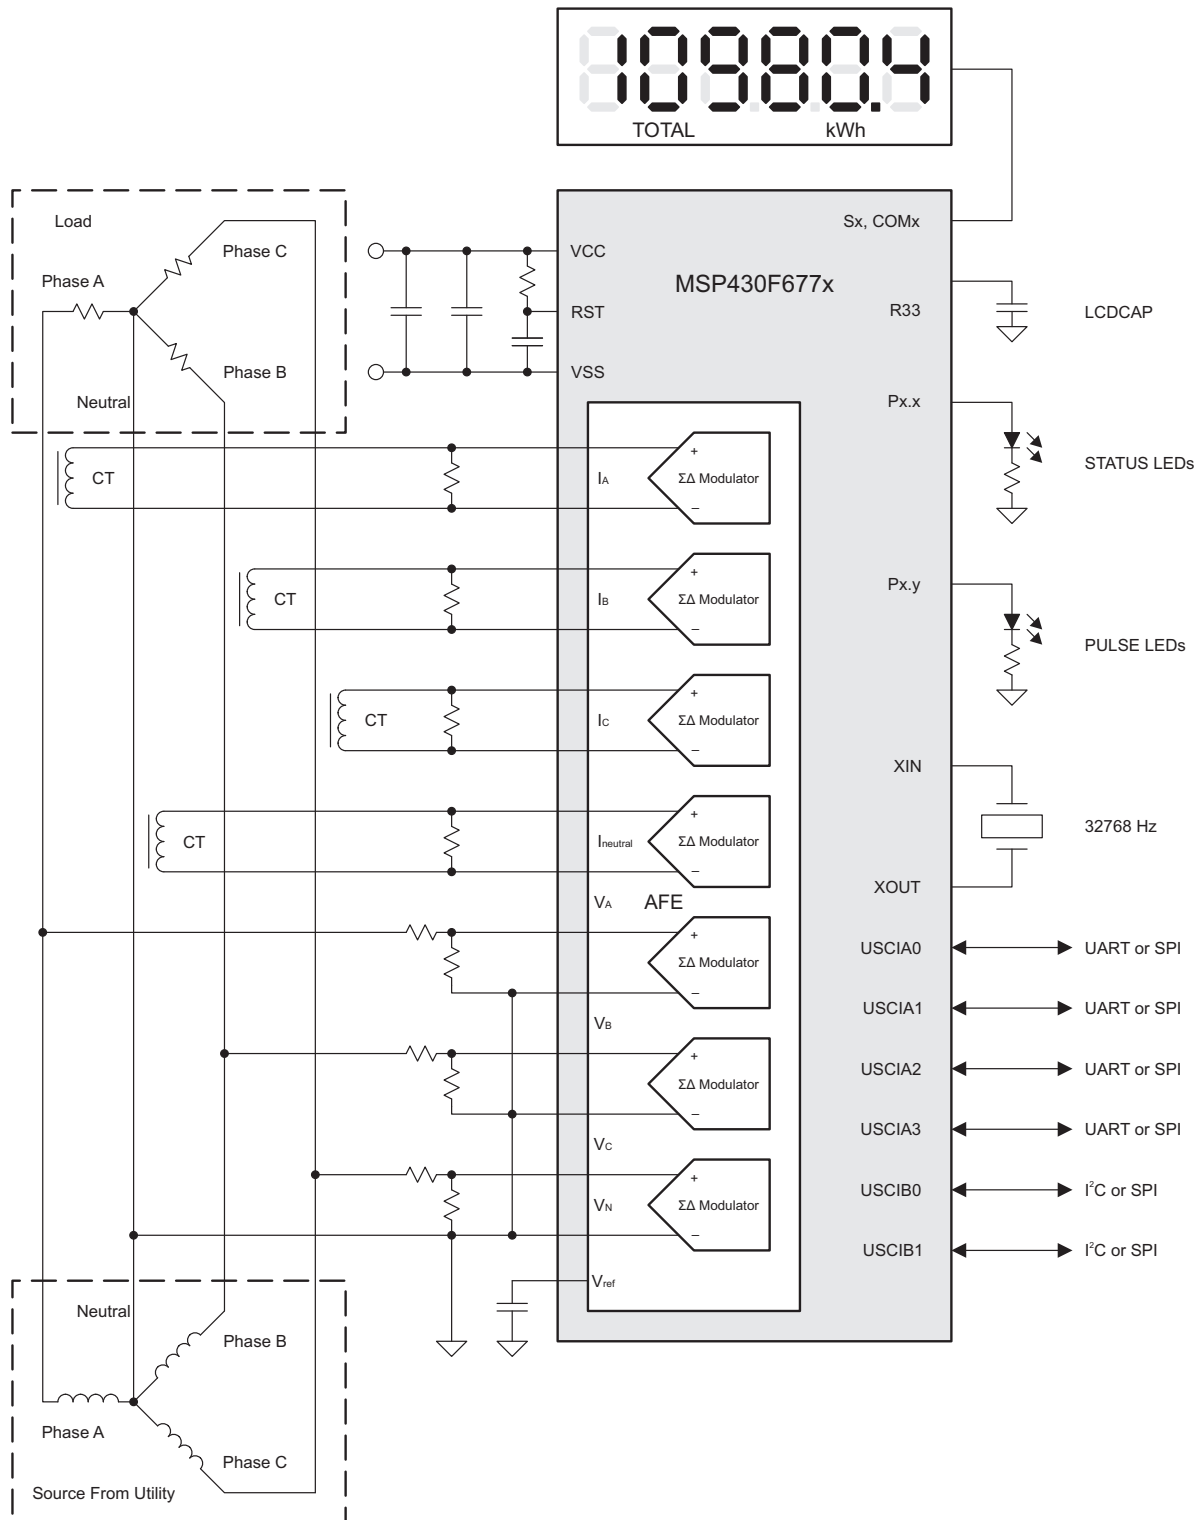 10980.4
TOTAL
kWh
Load
Phase C
Phase A
Phase B
Neutral
Sx, COMx
VCC
MSP430F677x
R33
LCDCAP
RST
VSS
Px.x
STATUS LEDs
CT
IA
+
ΣΔ Modulator
–
CT
IB
+
ΣΔ Modulator
–
Px.y
PULSE LEDs
CT
IC
+
ΣΔ Modulator
–
XIN
32768 Hz
XOUT
CT
Ineutral
+
ΣΔ Modulator
–
VA
AFE
+
ΣΔ Modulator
–
VB
+
ΣΔ Modulator
–
VC
VN
+
ΣΔ Modulator
–
Vref
USCIA0
UART or SPI
USCIA1
UART or SPI
USCIA2
UART or SPI
USCIA3
UART or SPI
USCIB0
I²C or SPI
USCIB1
I²C or SPI
Neutral
Phase B
Phase A
Phase C
Source From Utility